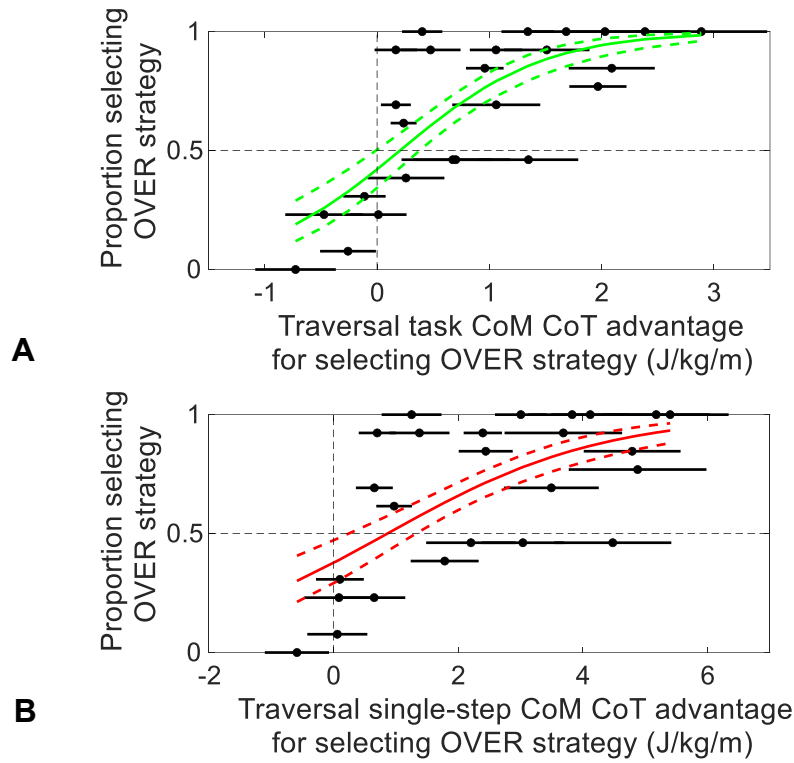 Proportion selecting
OVER strategy
1
0.5
0
-1
0
1
2
3
Traversal task CoM CoT advantage
for selecting OVER strategy (J/kg/m)
A
Proportion selecting
OVER strategy
1
0.5
0
-2
0
2
4
6
Traversal single-step CoM CoT advantage
for selecting OVER strategy (J/kg/m)
B